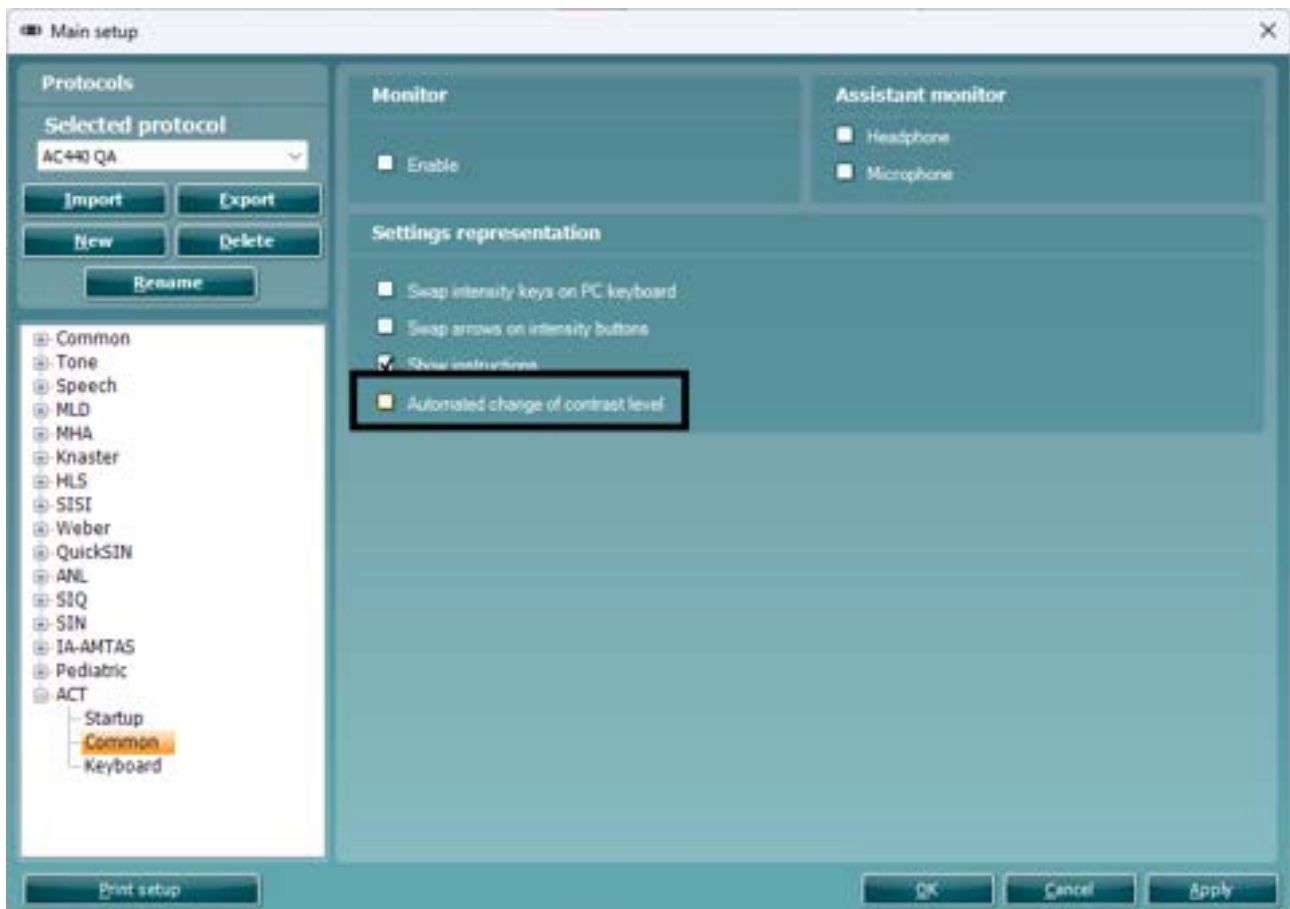 Main setup
Protocols
Selected protocol
AC440 QA
Import
Export
New
Delete
Rename
Common
Tone
Speech
MLD
MHA
Knaster
HLS
SISI
Weber
QuickSIN
ANL
SIQ
SIN
IA-AMTAS
Pediatric
ACT
Startup
Common
Keyboard
Monitor
Enable
Assistant monitor
Headphone
Microphone
Settings representation
Swap intensity keys on PC keyboard
Swap arrows on intensity buttons
Show instructions
Automated change of contrast level
Print setup
OK
Cancel
Apply